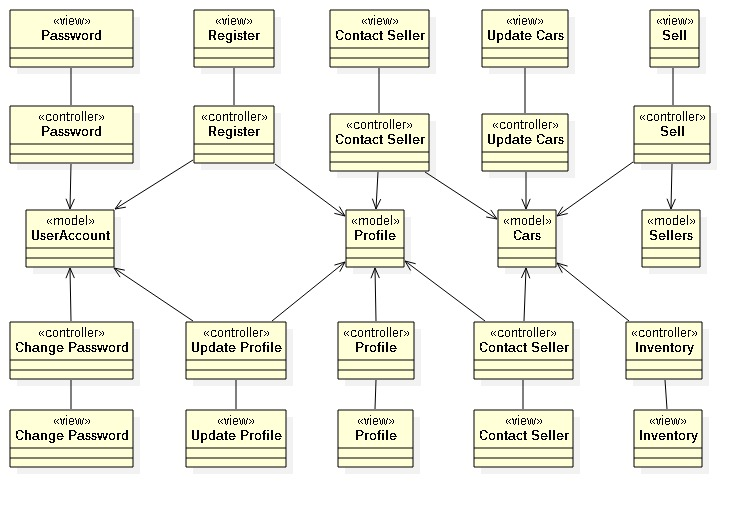 «view»
Password
«view»
Register
«view»
Contact Seller
«view»
Update Cars
«view»
Sell
«controller»
Password
«controller»
Register
«controller»
Contact Seller
«controller»
Update Cars
«controller»
Sell
«model»
UserAccount
«model»
Profile
«model»
Cars
«model»
Sellers
«controller»
Change Password
«controller»
Update Profile
«controller»
Profile
«controller»
Contact Seller
«controller»
Inventory
«view»
Change Password
«view»
Update Profile
«view»
Profile
«view»
Contact Seller
«view»
Inventory